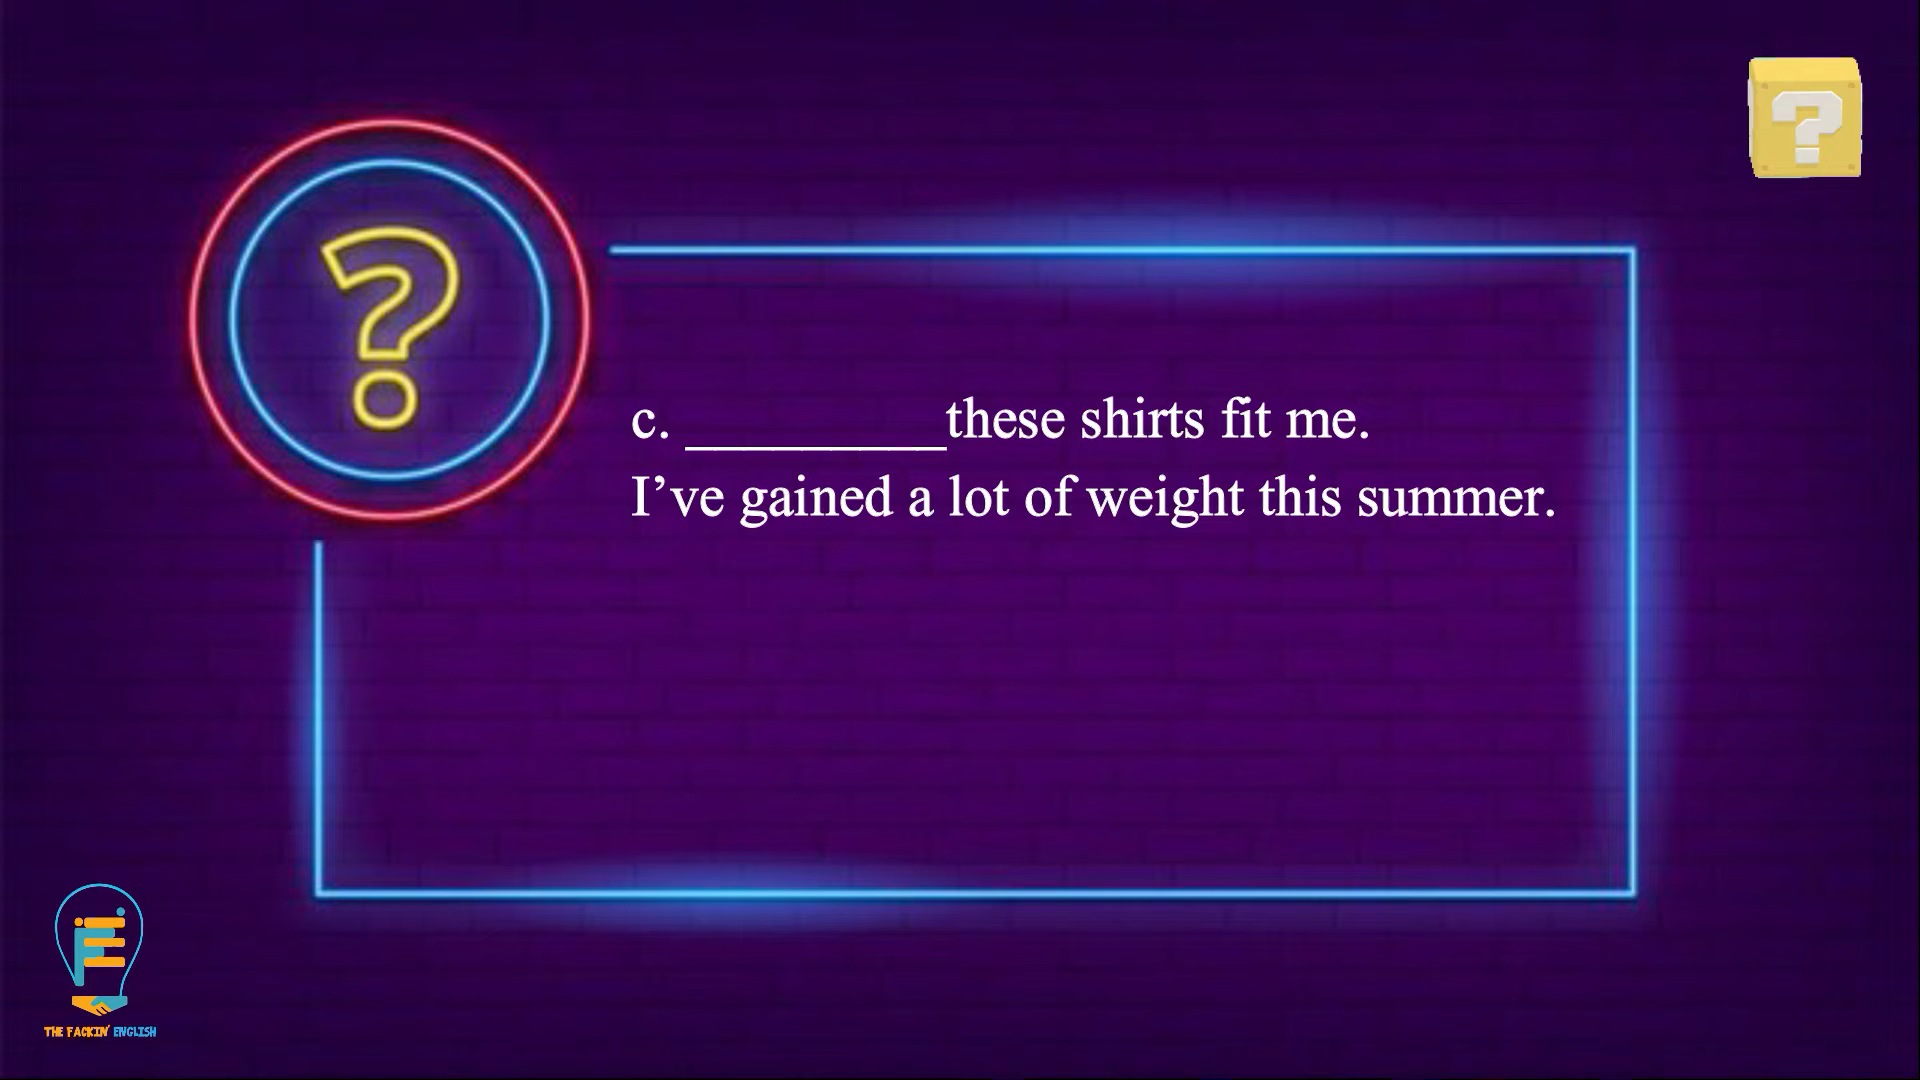 c. _________these shirts fit me.
I’ve gained a lot of weight this summer.
THE FACKIN' ENGLISH